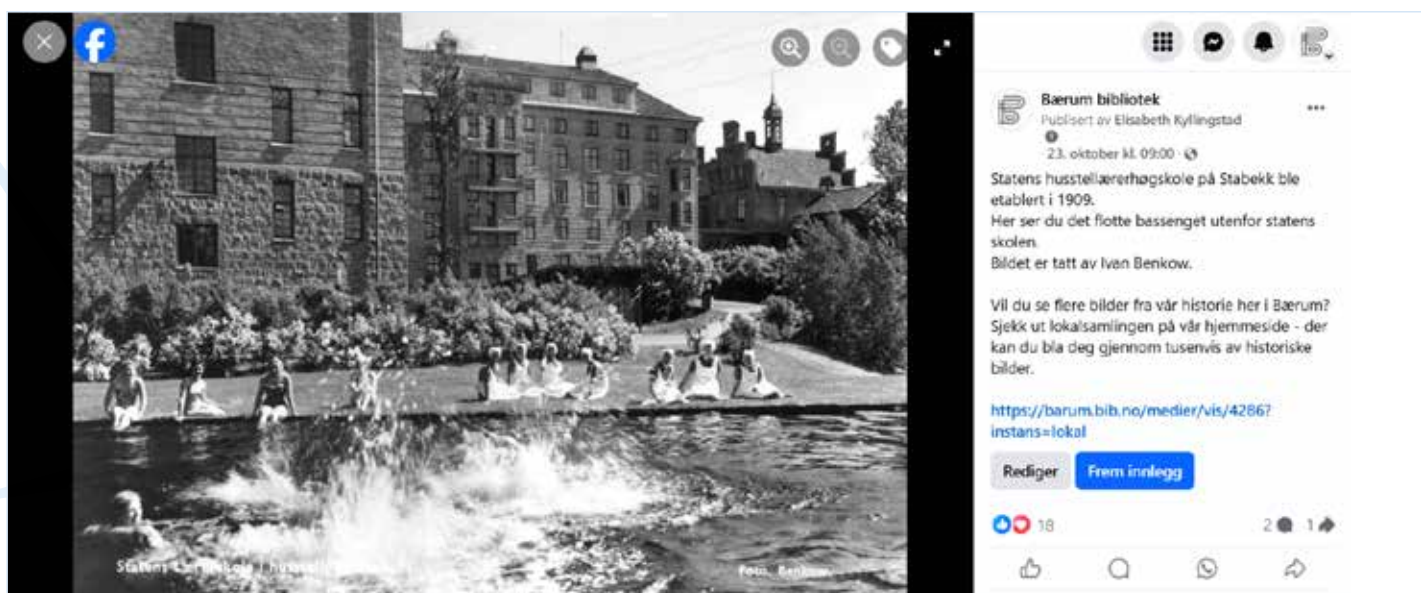 Statens
Foto. Benkow.
Bærum bibliotek
Publisert av Elisabeth Kyllingstad
23. oktober kl. 09:00 ·
Statens husstellærerhøgskole på Stabekk ble
etablert i 1909.
Her ser du det flotte bassenget utenfor statens
skolen.
Bildet er tatt av Ivan Benkow.
Vil du se flere bilder fra vår historie her i Bærum?
Sjekk ut lokalsamlingen på vår hjemmeside - der
kan du bla deg gjennom tusenvis av historiske
bilder.
https://barum.bib.no/medier/vis/4286?
instans=lokal
Rediger Frem innlegg
18 2 1